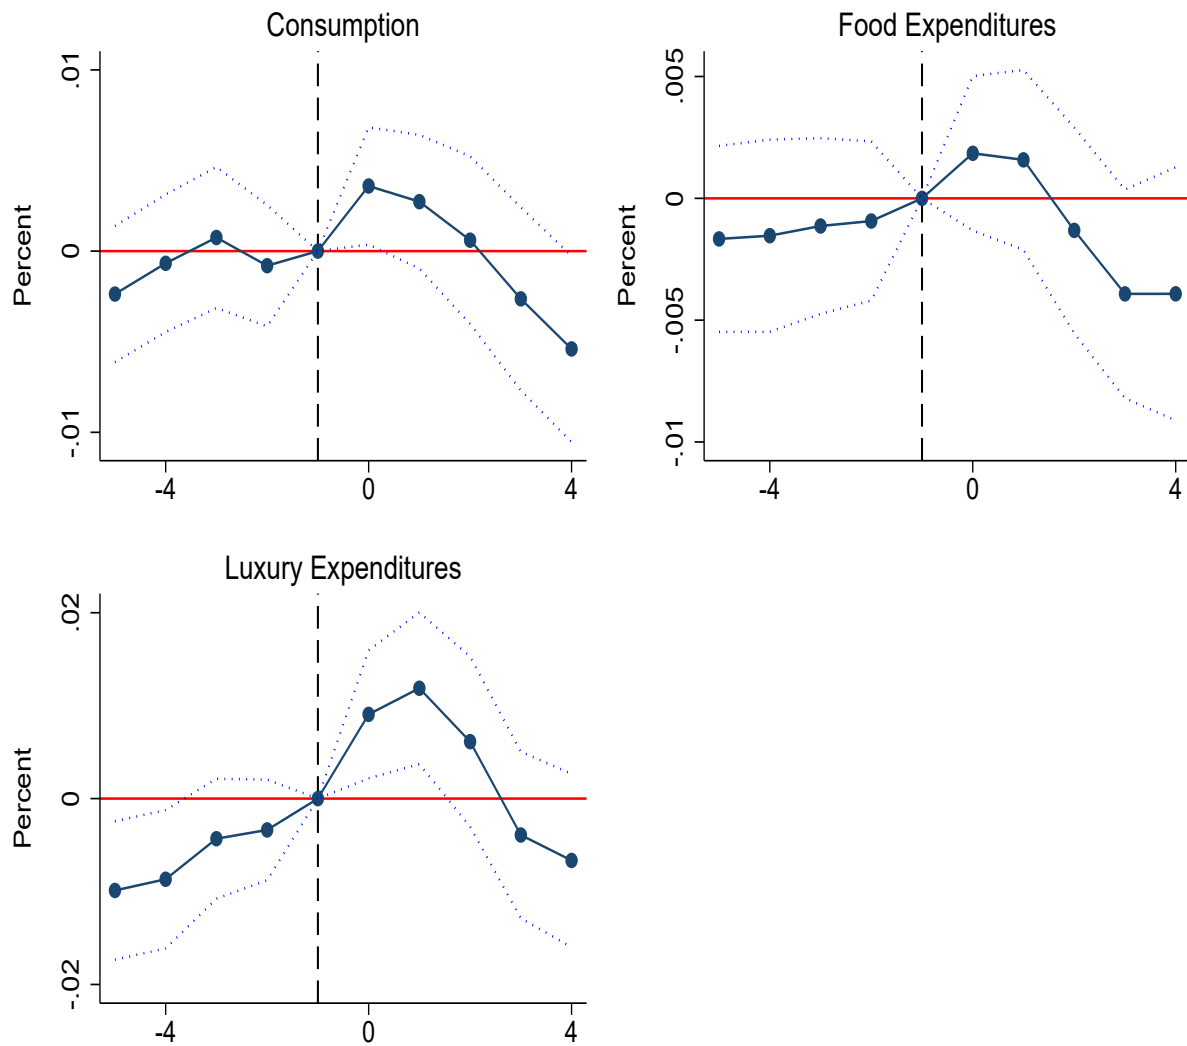 Consumption
Percent
.01
0
-.01
-4 0 4
Food Expenditures
Percent
.005
0
-.005
-.01
-4 0 4
Luxury Expenditures
Percent
.02
0
-.02
-4 0 4